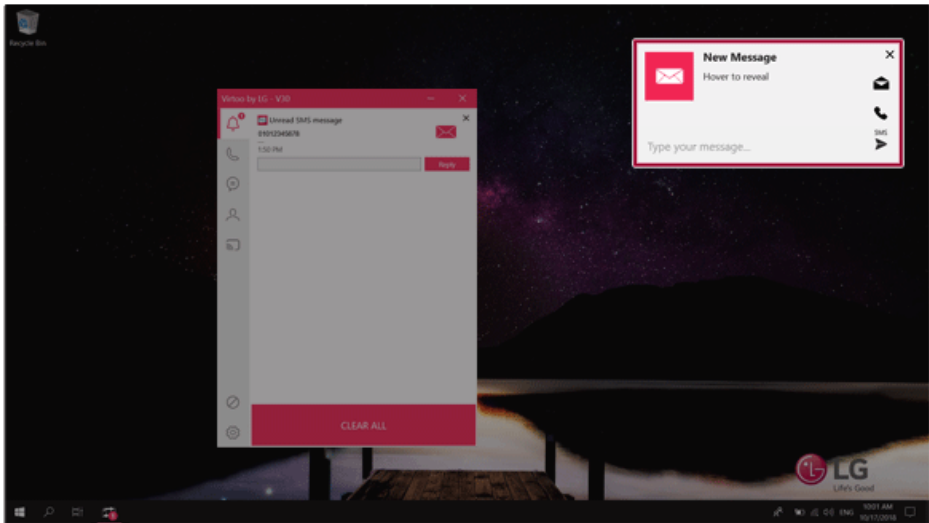 Recycle Bin
New Message
Hover to reveal
SMS
Type your message...
Virtoo by LG - V30
Unread SMS message
01012345678
...
1:50 PM
Reply
CLEAR ALL
LG
Life's Good
ENG
10:01 AM
10/17/2018